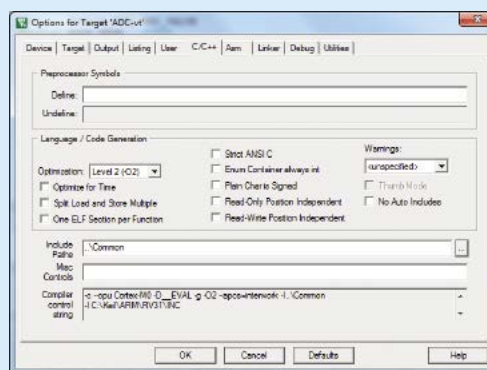 Options for Target 'ADC-vt'
Device Target Output Listing User C/C++ Asm Linker Debug Utilities
Preprocessor Symbols
Define:
Undefine:
Language / Code Generation
Strict ANSI C
Warnings:
Optimization: Level 2 (-O2)
Enum Container always int
<unspecified>
Optimize for Time
Plain Char is Signed
Thumb Mode
Split Load and Store Multiple
Read-Only Position Independent
No Auto Includes
One ELF Section per Function
Read-Write Position Independent
Include
Paths
..\Common
...
Misc
Controls
Compiler
control
string
-c --cpu Cortex-M0 -D__EVAL -g -O2 --apcs=interwork -I..\Common
-I C:\Keil\ARM\RV31\INC
OK Cancel Defaults Help